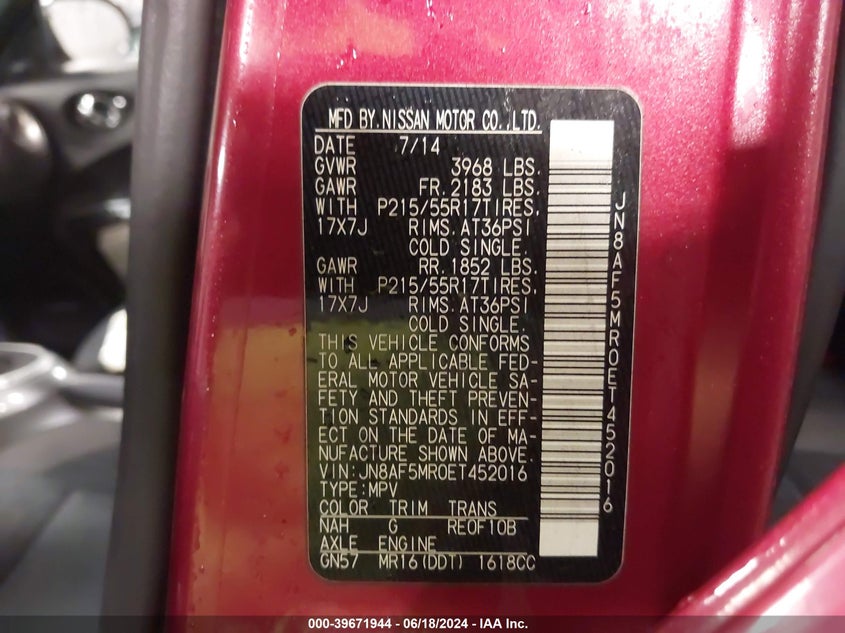 MFD BY.NISSAN MOTOR CO.,LTD.
DATE 7/14
GVWR 3968 LBS.
GAWR FR.2183 LBS.
WITH P215/55R17TIRES,
17X7J RIMS.AT36PSI
COLD SINGLE.
GAWR RR.1852 LBS.
WITH P215/55R17TIRES,
17X7J RIMS.AT36PSI
COLD SINGLE.
THIS VEHICLE CONFORMS
TO ALL APPLICABLE FED-
ERAL MOTOR VEHICLE SA-
FETY AND THEFT PREVEN-
TION STANDARDS IN EFF-
ECT ON THE DATE OF MA-
NUFACTURE SHOWN ABOVE.
VIN:JN8AF5MR0ET452016
TYPE:MPV
COLOR TRIM TRANS
NAH G RE0F10B
AXLE ENGINE
GN57 MR16(DDT) 1618CC
JN8AF5MR0ET452016
000-39671944 - 06/18/2024 - IAA Inc.